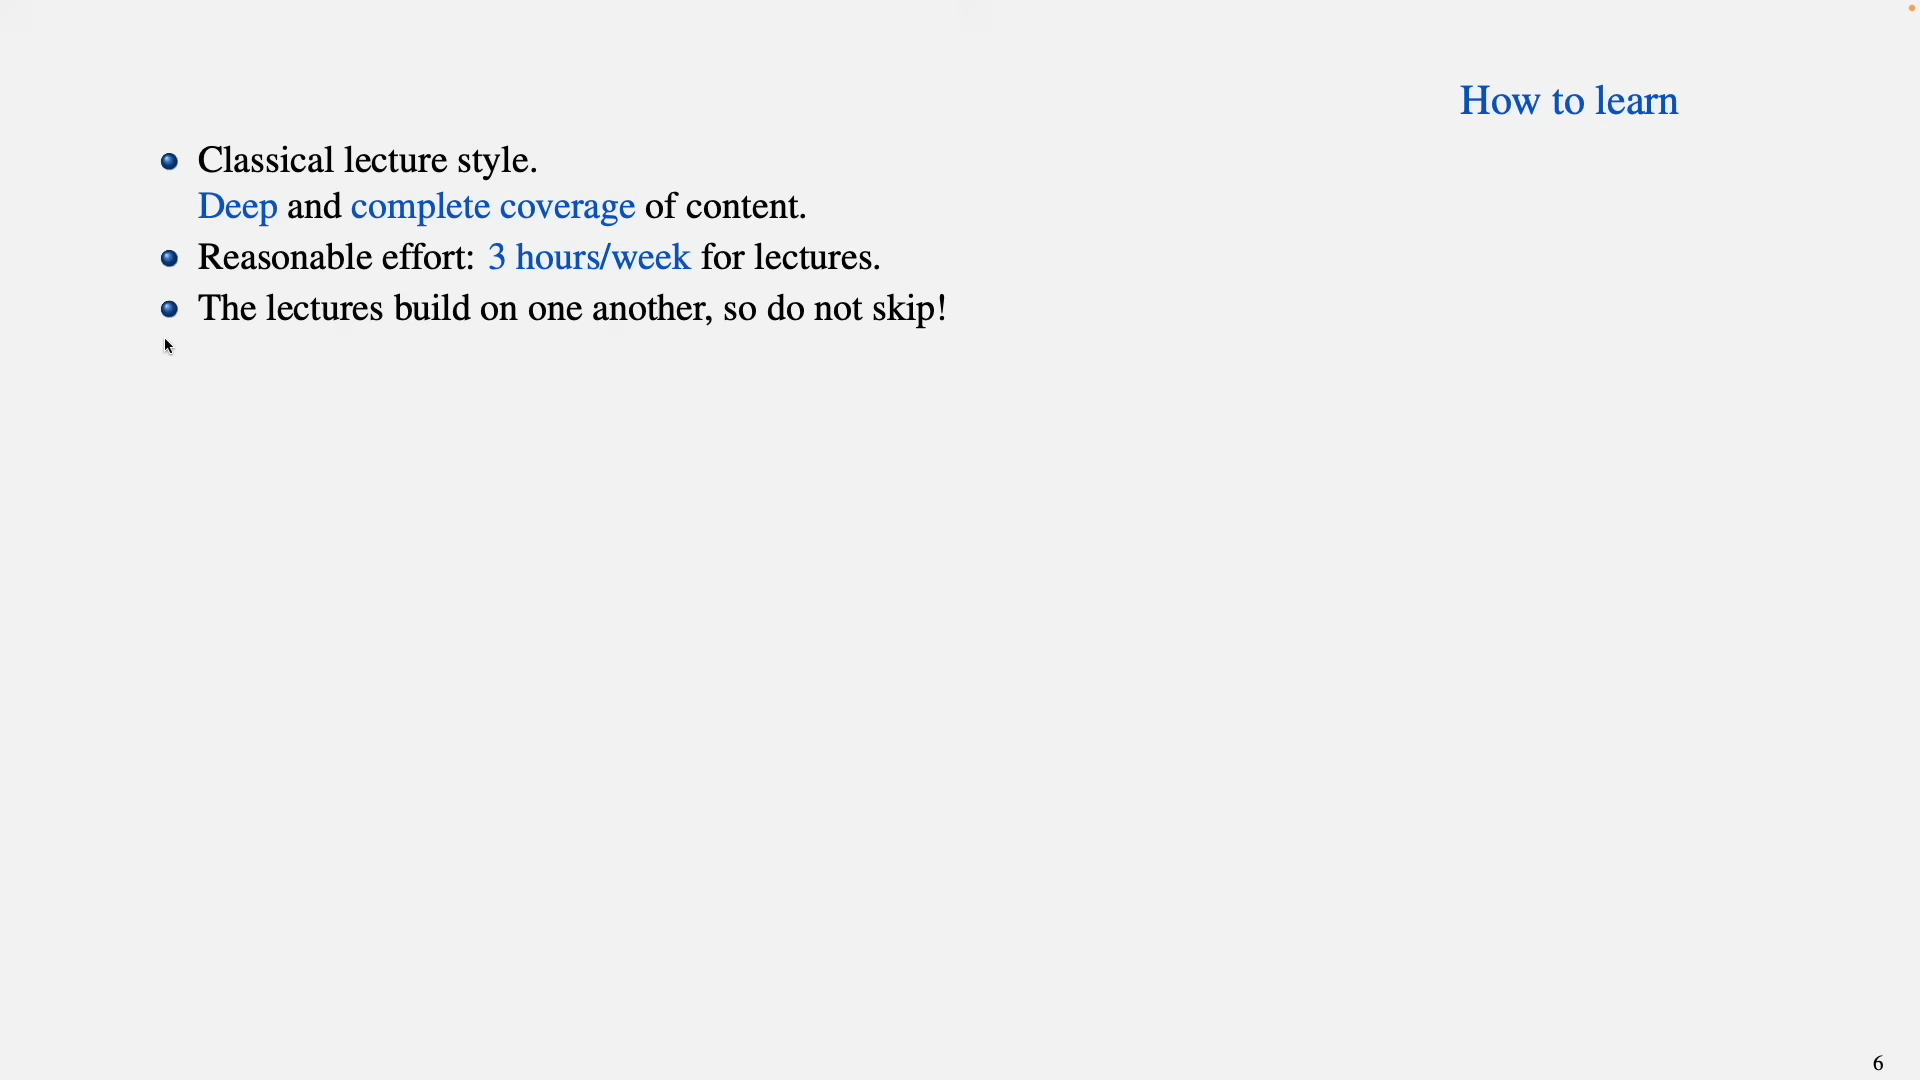 How to learn
Classical lecture style.
Deep and complete coverage of content.
Reasonable effort: 3 hours/week for lectures.
The lectures build on one another, so do not skip!
6